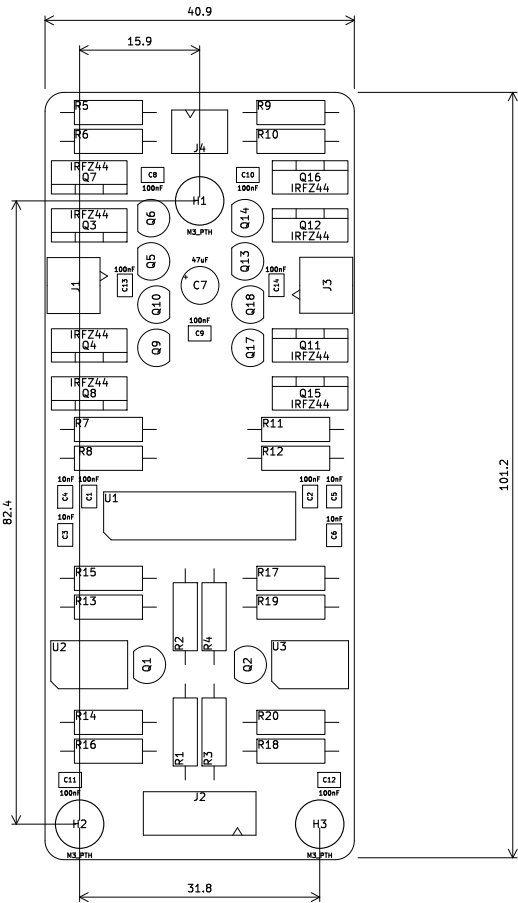 40.9
15.9
R5
R9
R6
R10
J4
IRFZ44
Q7
C8
100nF
C10
100nF
Q16
IRFZ44
H1
M3_PTH
IRFZ44
Q3
Q6
Q14
Q12
IRFZ44
Q5
47uF
Q13
J1
100nF
C13
+
C7
100nF
C14
J3
Q10
Q18
100nF
C9
IRFZ44
Q4
Q9
Q17
Q11
IRFZ44
IRFZ44
Q8
Q15
IRFZ44
R7
R11
R8
R12
82.4
101.2
10nF
C4
100nF
C1
U1
100nF
C2
10nF
C5
10nF
C3
10nF
C6
R15
R17
R13
R19
R2
R4
U2
Q1
Q2
U3
R14
R20
R16
R1
R3
R18
C11
100nF
J2
C12
100nF
H2
M3_PTH
H3
M3_PTH
31.8